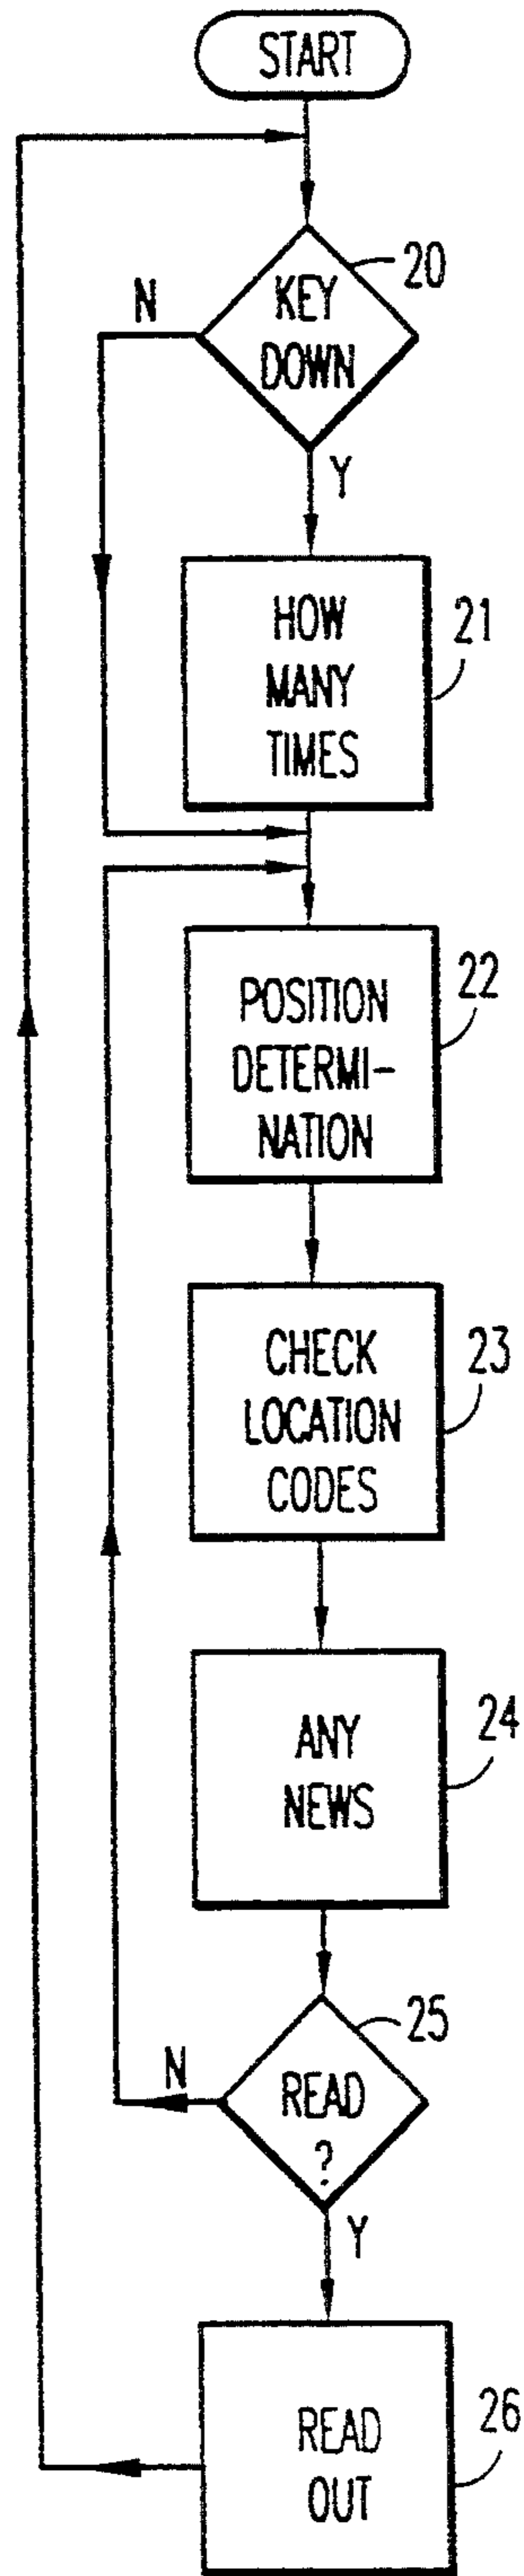 START
20
N
KEY
DOWN
Y
HOW
MANY
TIMES
21
POSITION
DETERMI-
NATION
22
CHECK
LOCATION
CODES
23
ANY
NEWS
24
25
N
READ
?
Y
READ
OUT
26